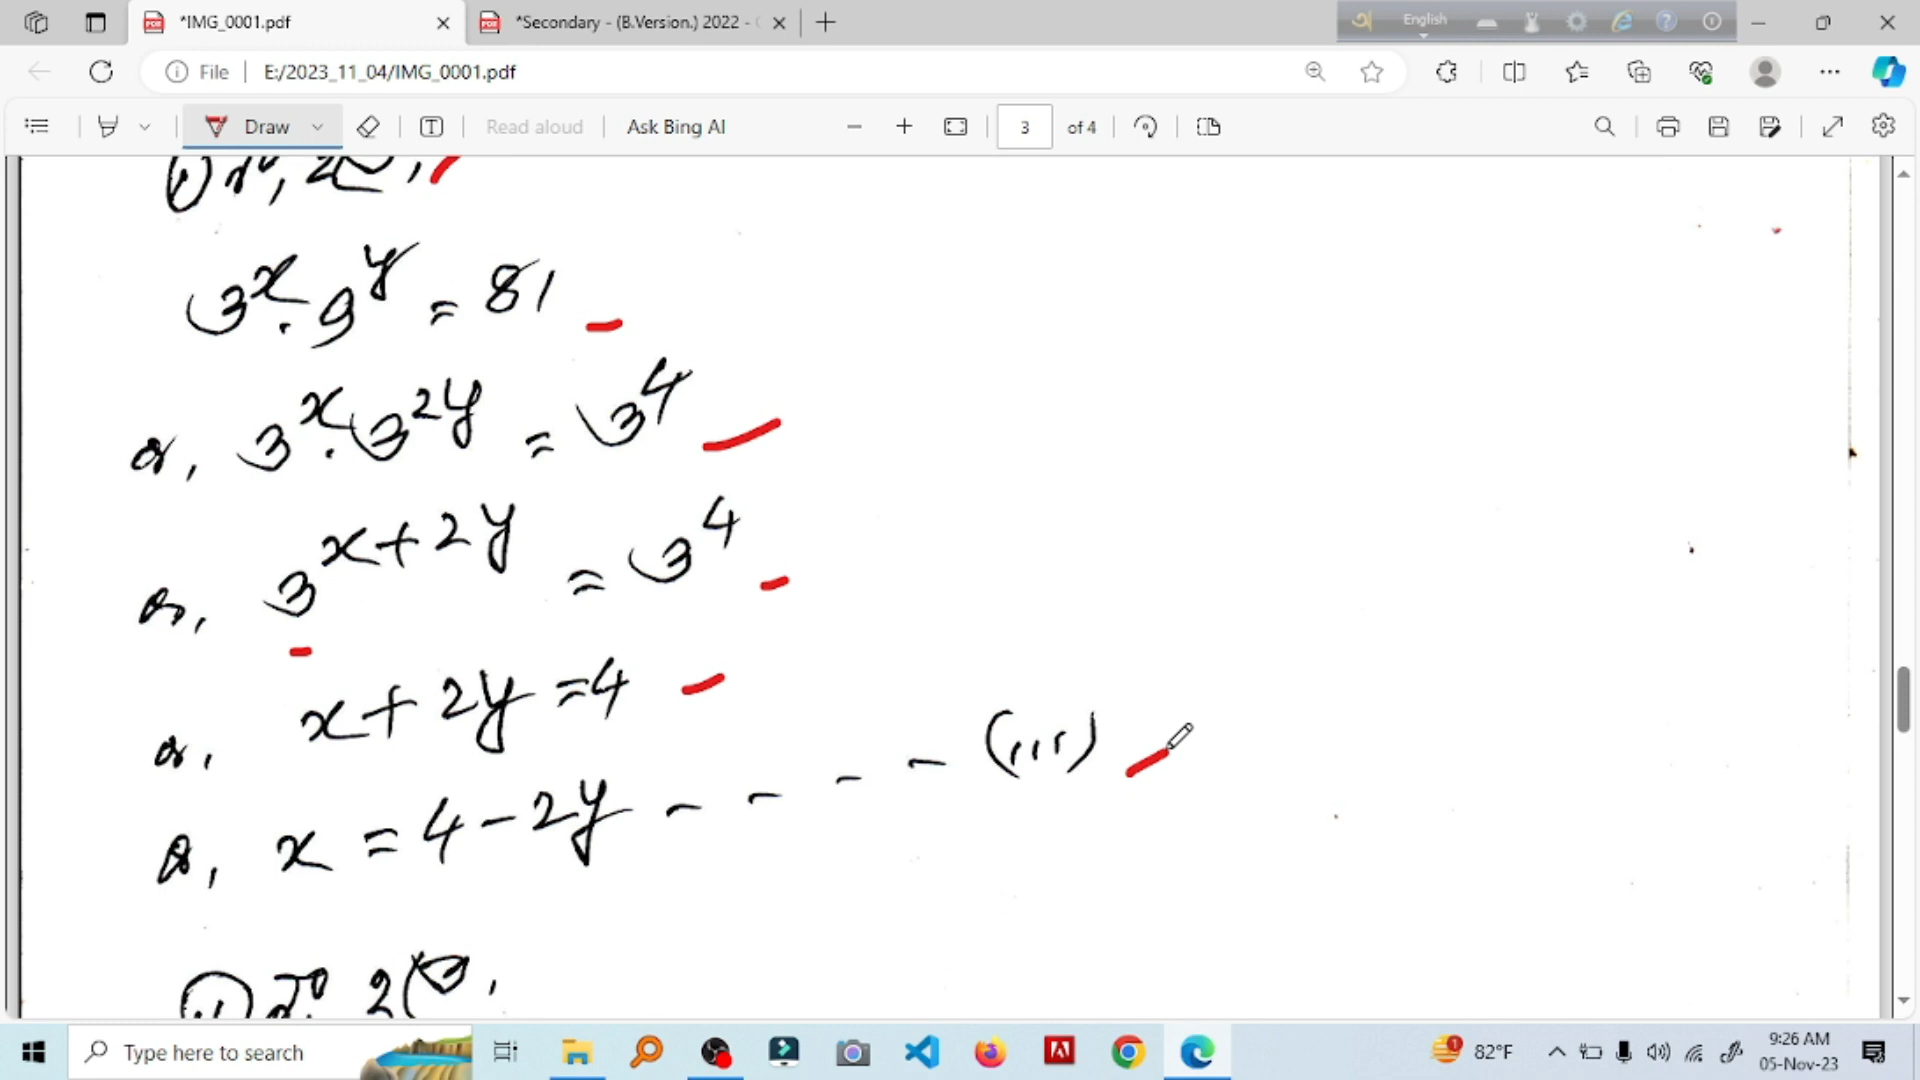 *IMG_0001.pdf
*Secondary - (B.Version.) 2022 -
English
File E:/2023_11_04/IMG_0001.pdf
Draw Read aloud Ask Bing AI 3 of 4
3^x . 9^y = 81
বা, 3^x . 3^2y = 3^4
বা, 3^x+2y = 3^4
বা, x + 2y = 4
বা, x = 4 - 2y - - - - (iii)
Type here to search
82°F
9:26 AM
05-Nov-23